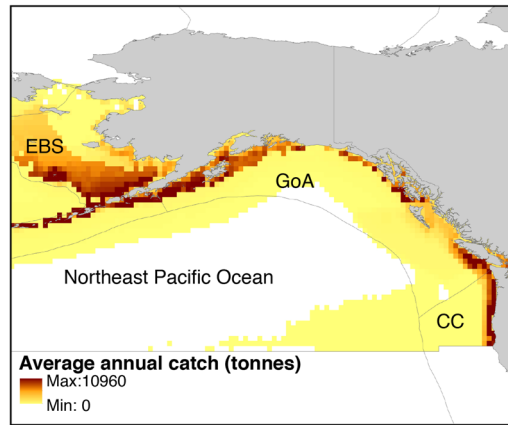 EBS
GoA
Northeast Pacific Ocean
CC
Average annual catch (tonnes)
Max:10960
Min: 0